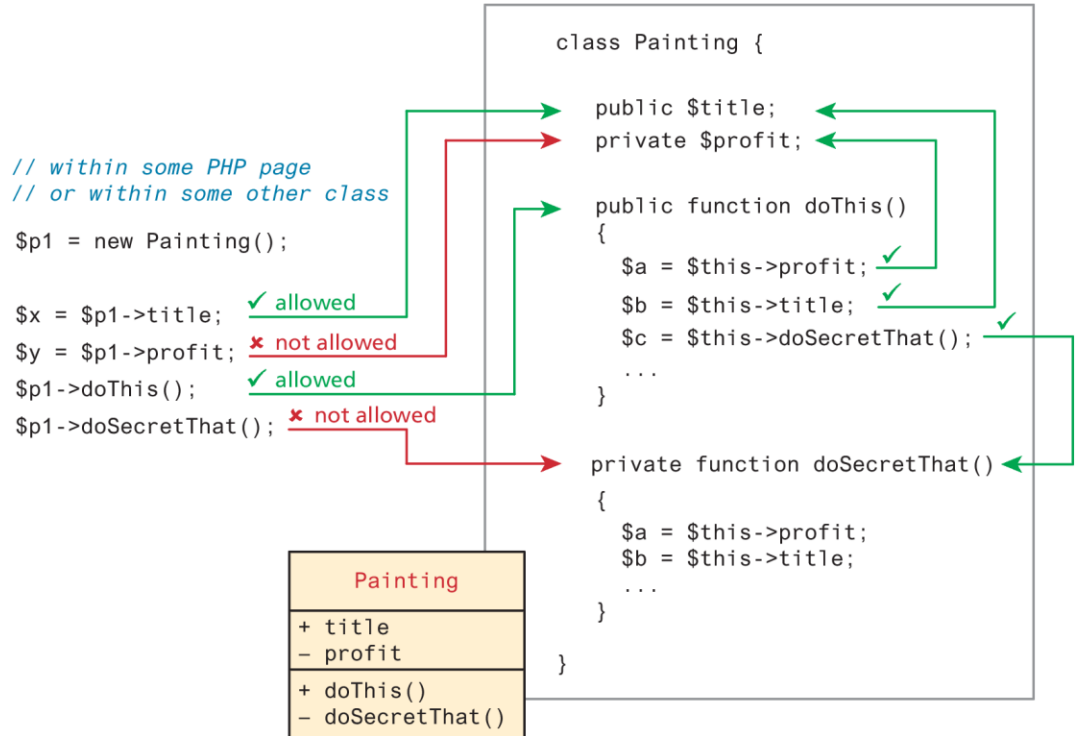 // within some PHP page
// or within some other class
$p1 = new Painting();
$x = $p1->title;
✓ allowed
$y = $p1->profit;
✖ not allowed
$p1->doThis();
✓ allowed
$p1->doSecretThat();
✖ not allowed
class Painting {
public $title;
private $profit;
public function doThis()
{
$a = $this->profit; ✓
$b = $this->title; ✓
$c = $this->doSecretThat(); ✓
...
}
private function doSecretThat()
{
$a = $this->profit;
$b = $this->title;
...
}
}
Painting
+ title
− profit
+ doThis()
− doSecretThat()